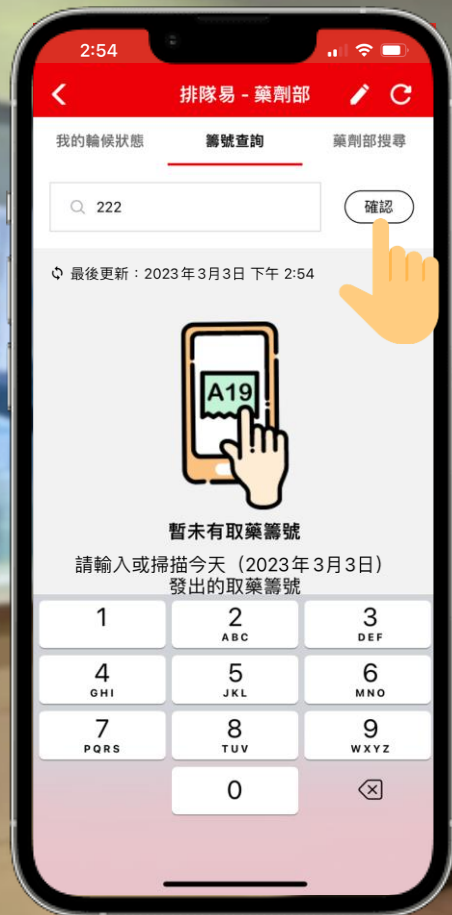 2:54
排隊易 - 藥劑部
我的輪候狀態
籌號查詢
藥劑部搜尋
222
確認
最後更新：2023年3月3日 下午 2:54
A19
暫未有取藥籌號
請輸入或掃描今天（2023年3月3日）
發出的取藥籌號
1
2
ABC
3
DEF
4
GHI
5
JKL
6
MNO
7
PQRS
8
TUV
9
WXYZ
0